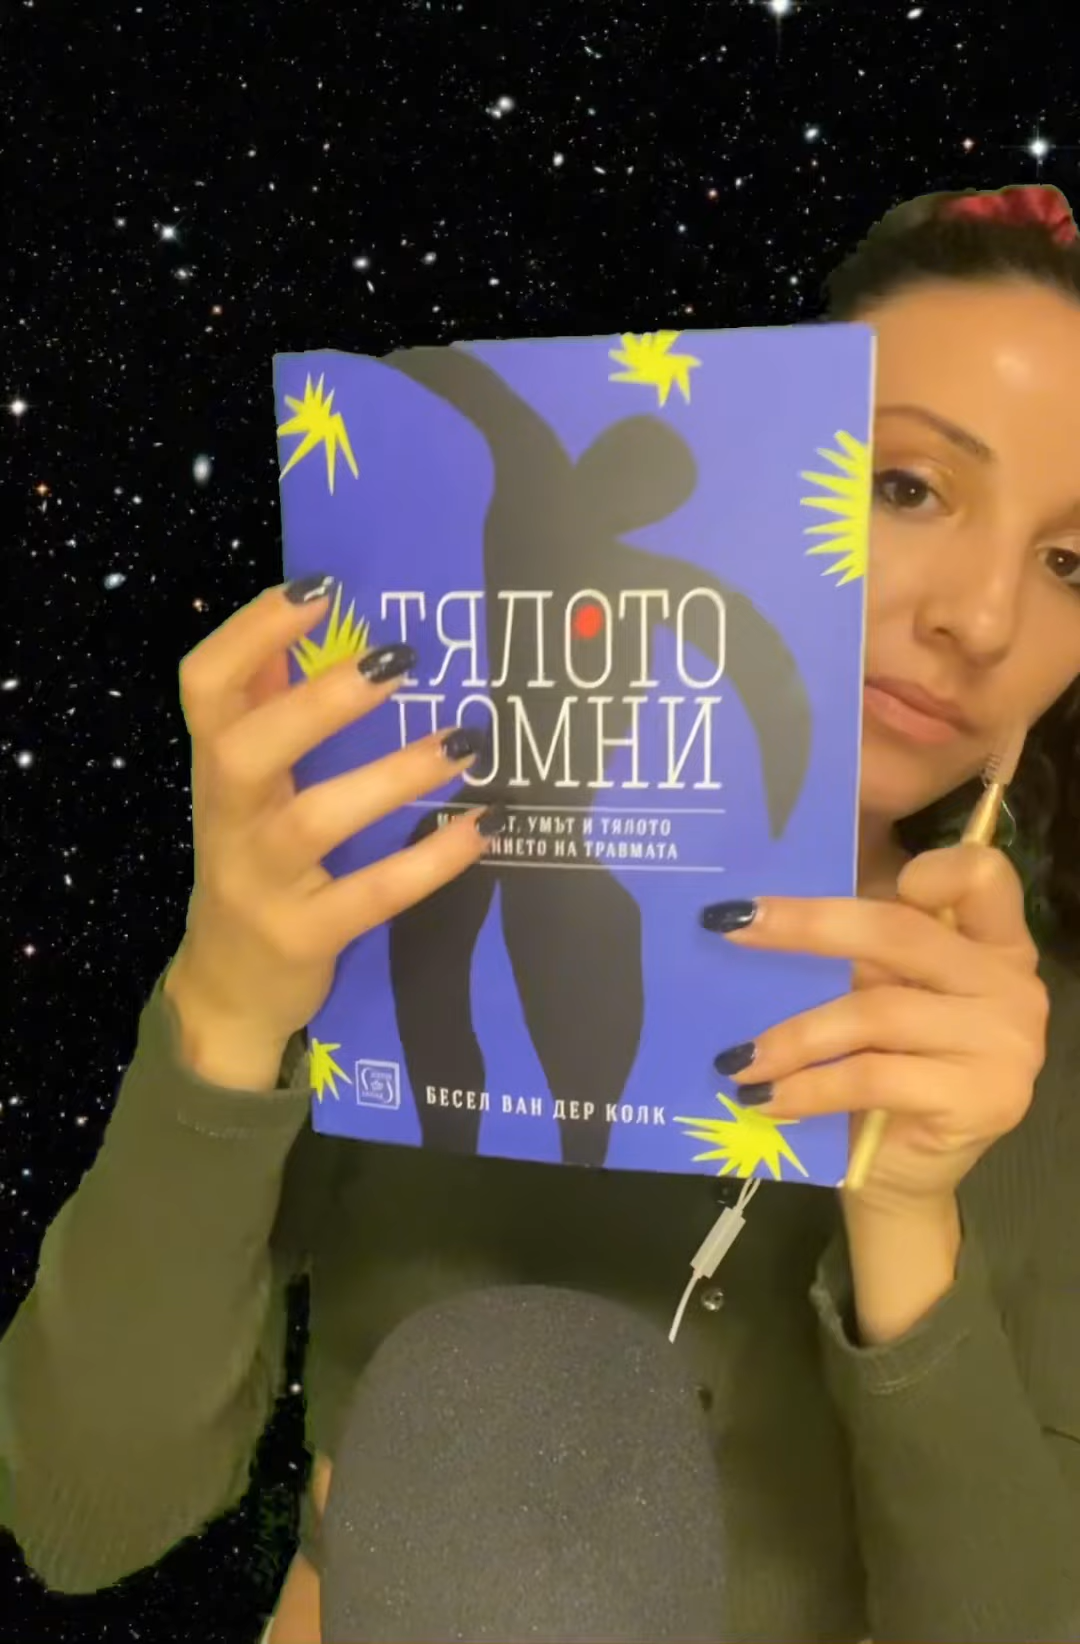 ТЯЛОТО
ПОМНИ
УМЪТ И ТЯЛОТО
НА ТРАВМАТА
БЕСЕЛ ВАН ДЕР КОЛК